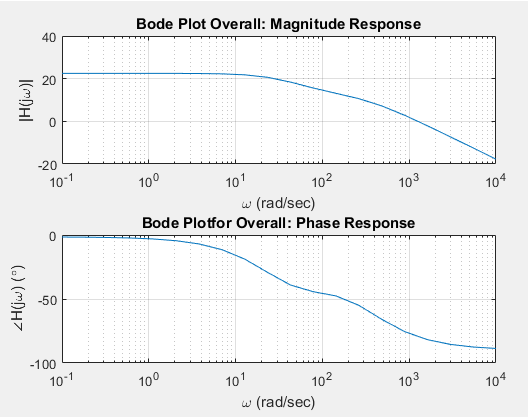 Bode Plot Overall: Magnitude Response
|H(jω)|
40
20
0
-20
10^-1 10^0 10^1 10^2 10^3 10^4
ω (rad/sec)
Bode Plotfor Overall: Phase Response
∠H(jω) (°)
0
-50
-100
10^-1 10^0 10^1 10^2 10^3 10^4
ω (rad/sec)